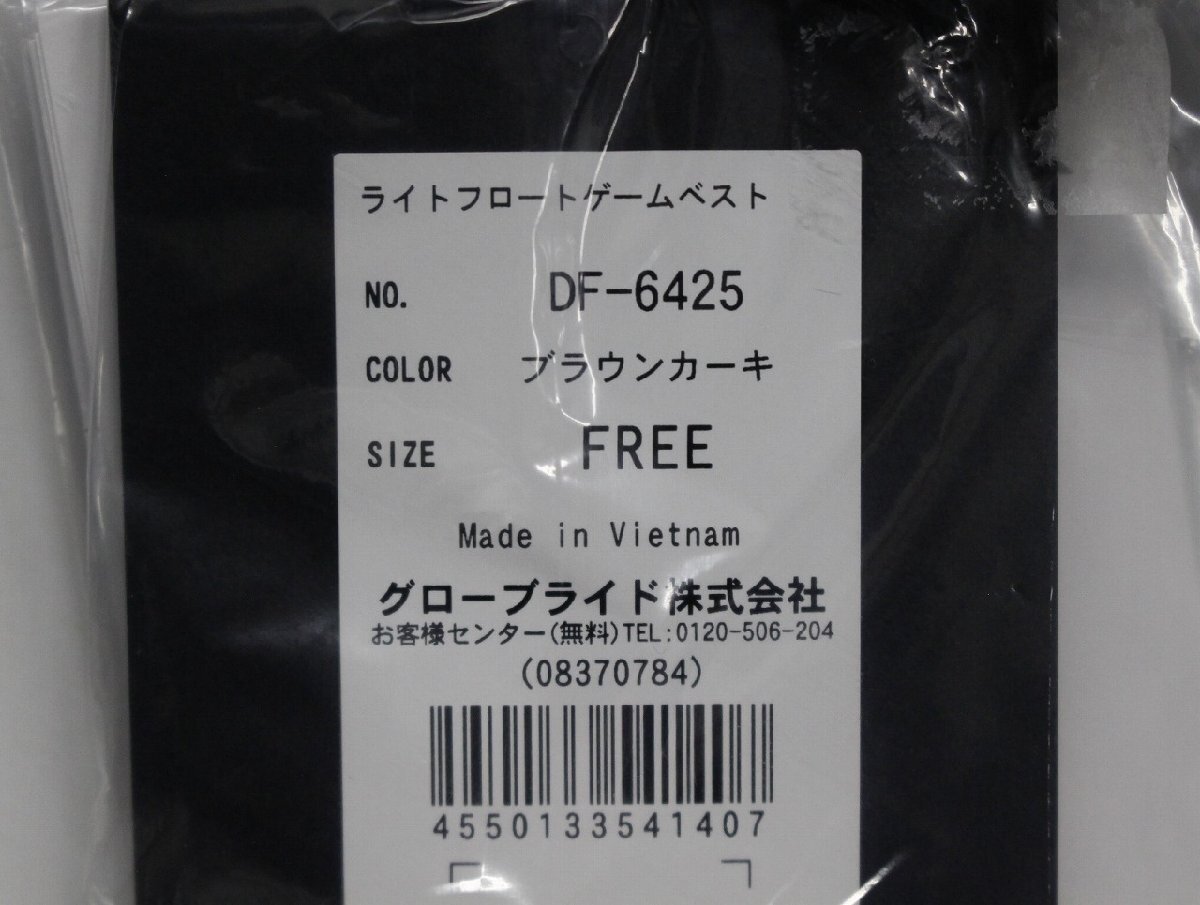 ライトフロートゲームベスト
NO. DF-6425
COLOR ブラウンカーキ
SIZE FREE
Made in Vietnam
グローブライド株式会社
お客様センター(無料)TEL:0120-506-204
(08370784)
4550133541407